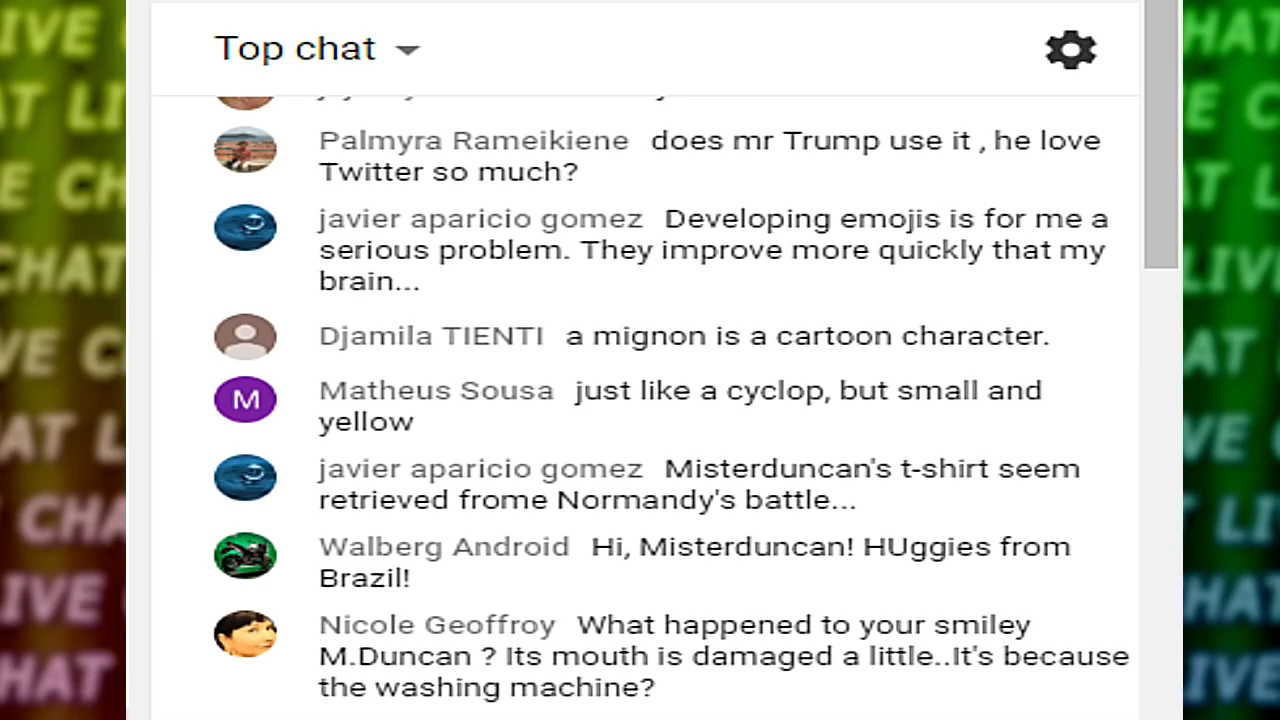 Top chat
Palmyra Rameikiene does mr Trump use it , he love
Twitter so much?
javier aparicio gomez Developing emojis is for me a
serious problem. They improve more quickly that my
brain...
Djamila TIENTI a mignon is a cartoon character.
Matheus Sousa just like a cyclop, but small and
yellow
javier aparicio gomez Misterduncan's t-shirt seem
retrieved frome Normandy's battle...
Walberg Android Hi, Misterduncan! HUggies from
Brazil!
Nicole Geoffroy What happened to your smiley
M.Duncan ? Its mouth is damaged a little..It's because
the washing machine?